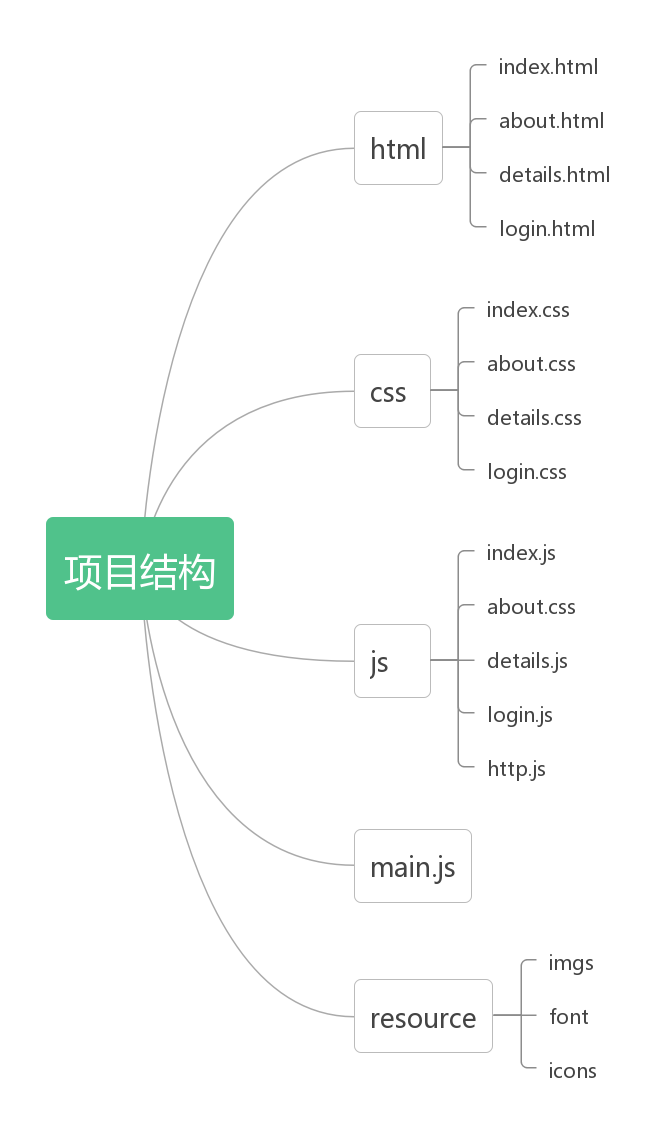 项目结构
html
index.html
about.html
details.html
login.html
css
index.css
about.css
details.css
login.css
js
index.js
about.css
details.js
login.js
http.js
main.js
resource
imgs
font
icons